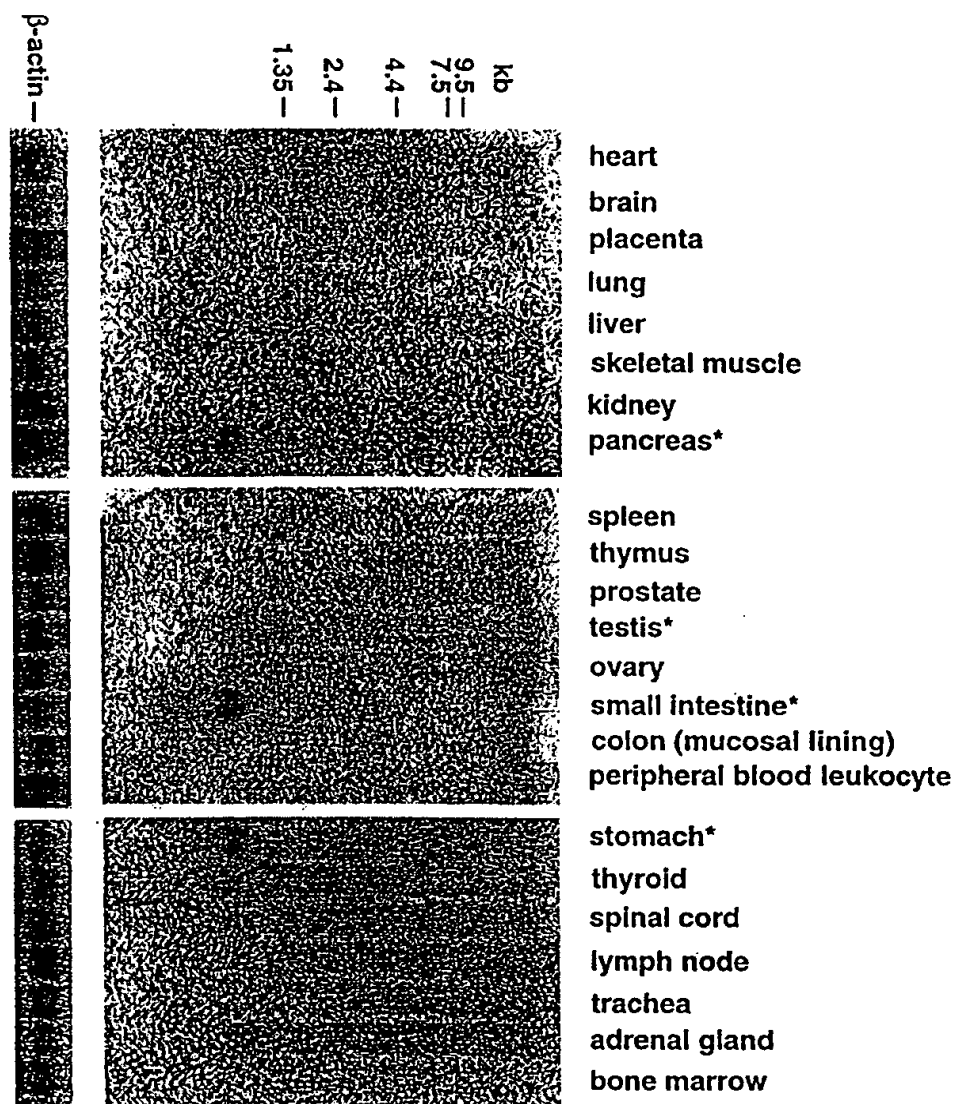 β-actin—
1.35—
2.4—
4.4—
7.5—
9.5—
kb
heart
brain
placenta
lung
liver
skeletal muscle
kidney
pancreas*
spleen
thymus
prostate
testis*
ovary
small intestine*
colon (mucosal lining)
peripheral blood leukocyte
stomach*
thyroid
spinal cord
lymph node
trachea
adrenal gland
bone marrow